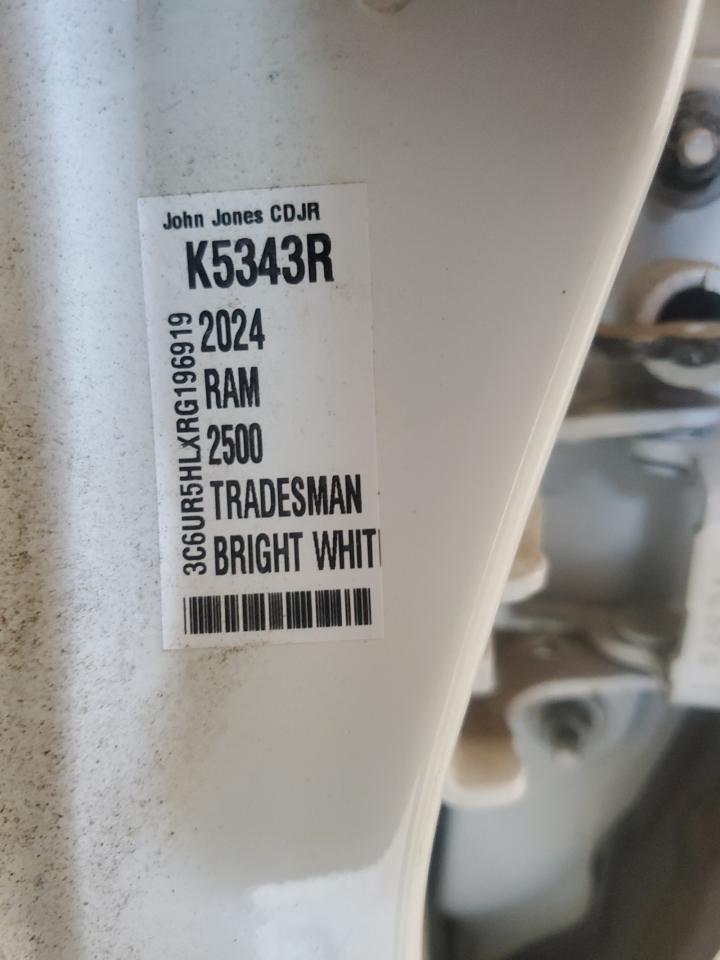 John Jones CDJR
K5343R
3C6UR5HLXRG196919
2024
RAM
2500
TRADESMAN
BRIGHT WHIT